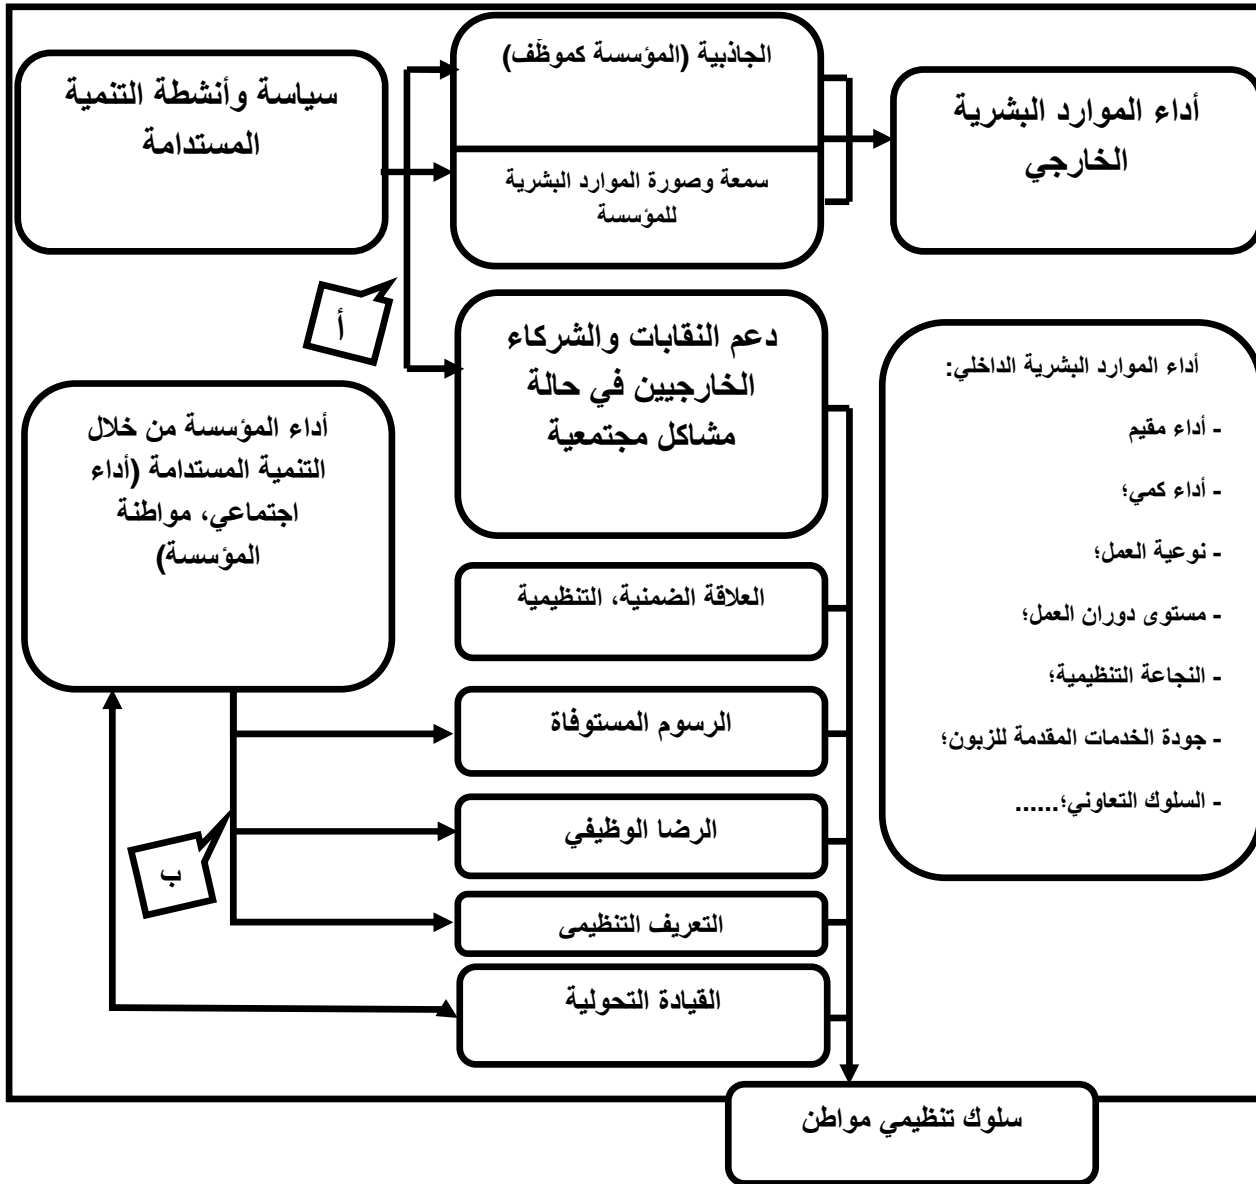 سياسة وأنشطة التنمية
المستدامة
الجاذبية (المؤسسة كموظّف)
سمعة وصورة الموارد البشرية
للمؤسسة
أداء الموارد البشرية
الخارجي
أ
دعم النقابات والشركاء
الخارجيين في حالة
مشاكل مجتمعية
أداء الموارد البشرية الداخلي:
- أداء مقيم
- أداء كمي؛
- نوعية العمل؛
- مستوى دوران العمل؛
- النجاعة التنظيمية؛
- جودة الخدمات المقدمة للزبون؛
- السلوك التعاوني؛......
أداء المؤسسة من خلال
التنمية المستدامة (أداء
اجتماعي، مواطنة
المؤسسة)
العلاقة الضمنية، التنظيمية
الرسوم المستوفاة
الرضا الوظيفي
ب
التعريف التنظيمى
القيادة التحولية
سلوك تنظيمي مواطن